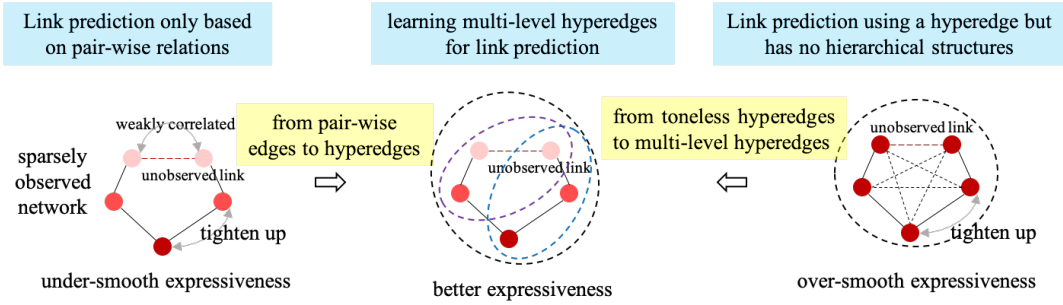 Link prediction only based
on pair-wise relations
learning multi-level hyperedges
for link prediction
Link prediction using a hyperedge but
has no hierarchical structures
weakly correlated
unobserved link
sparsely
observed
network
tighten up
under-smooth expressiveness
from pair-wise
edges to hyperedges
unobserved link
better expressiveness
from toneless hyperedges
to multi-level hyperedges
unobserved link
tighten up
over-smooth expressiveness